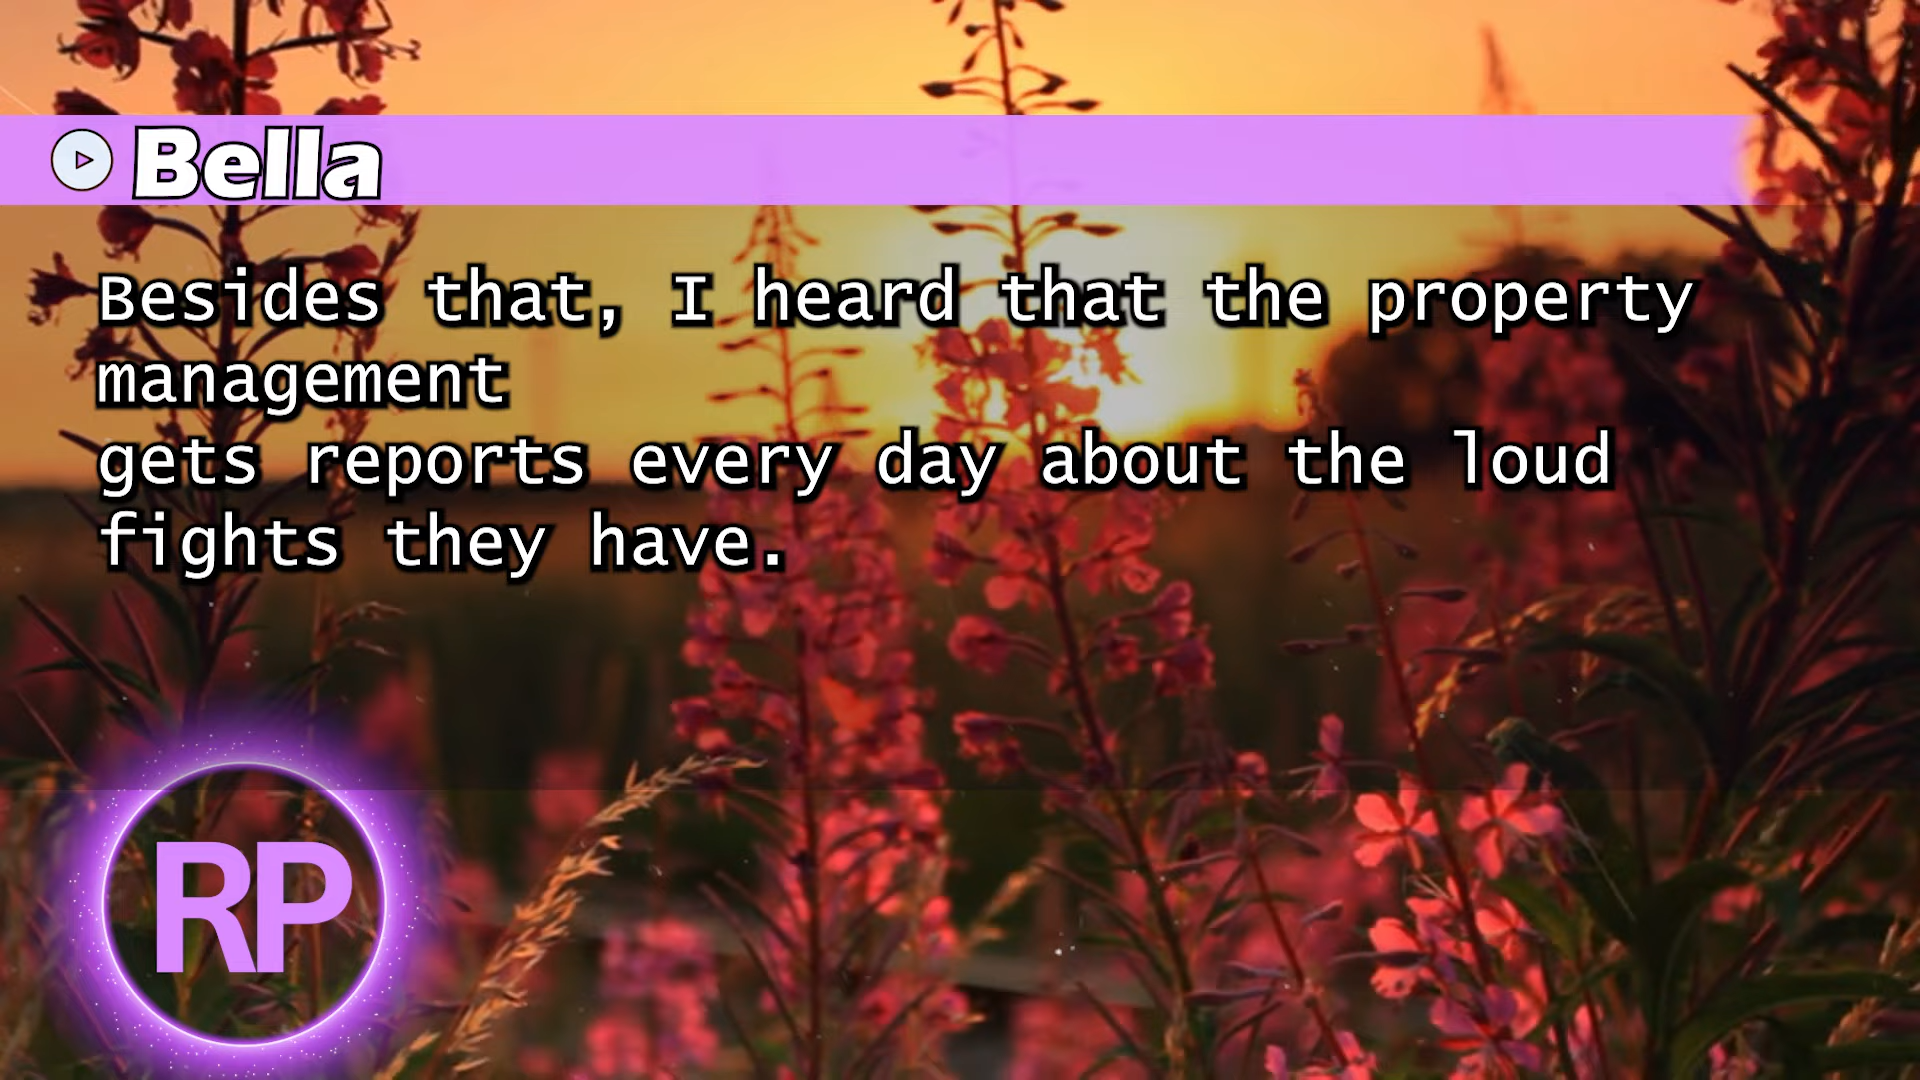 Bella
Besides that, I heard that the property
management
gets reports every day about the loud
fights they have.
RP